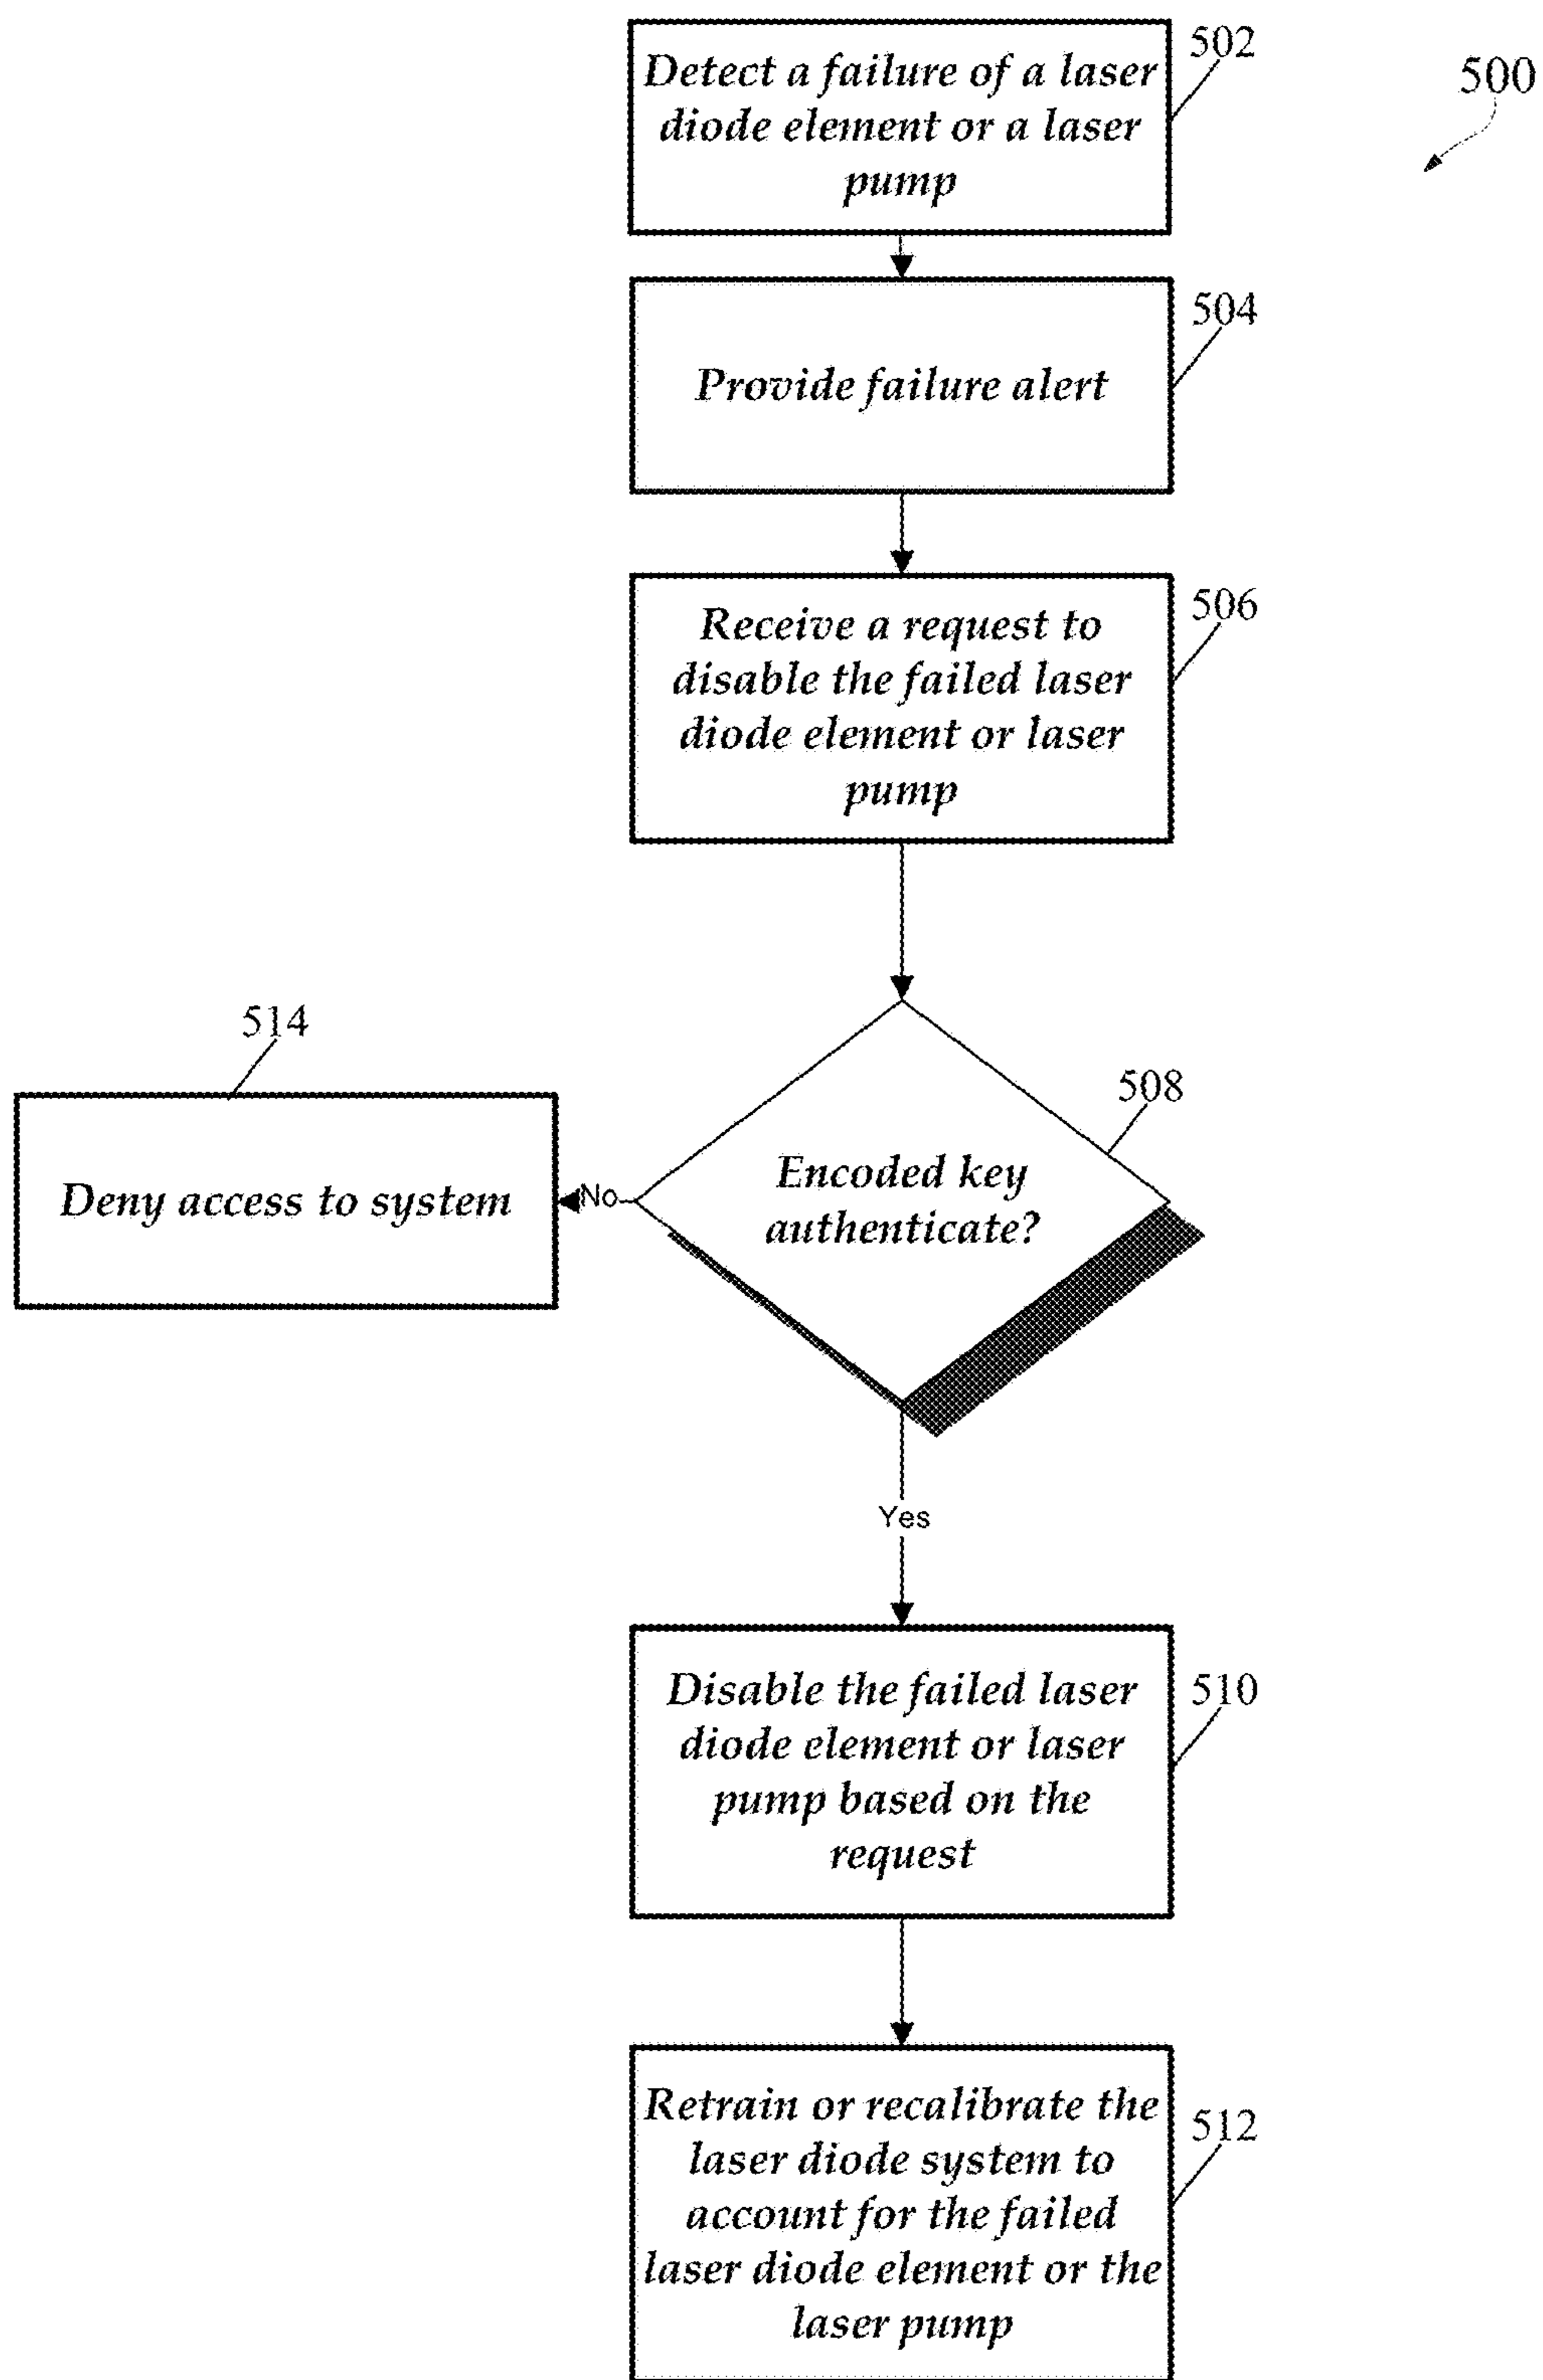 500
502
Detect a failure of a laser
diode element or a laser
pump
504
Provide failure alert
506
Receive a request to
disable the failed laser
diode element or laser
pump
508
Encoded key
authenticate?
No
514
Deny access to system
Yes
510
Disable the failed laser
diode element or laser
pump based on the
request
512
Retrain or recalibrate the
laser diode system to
account for the failed
laser diode element or the
laser pump